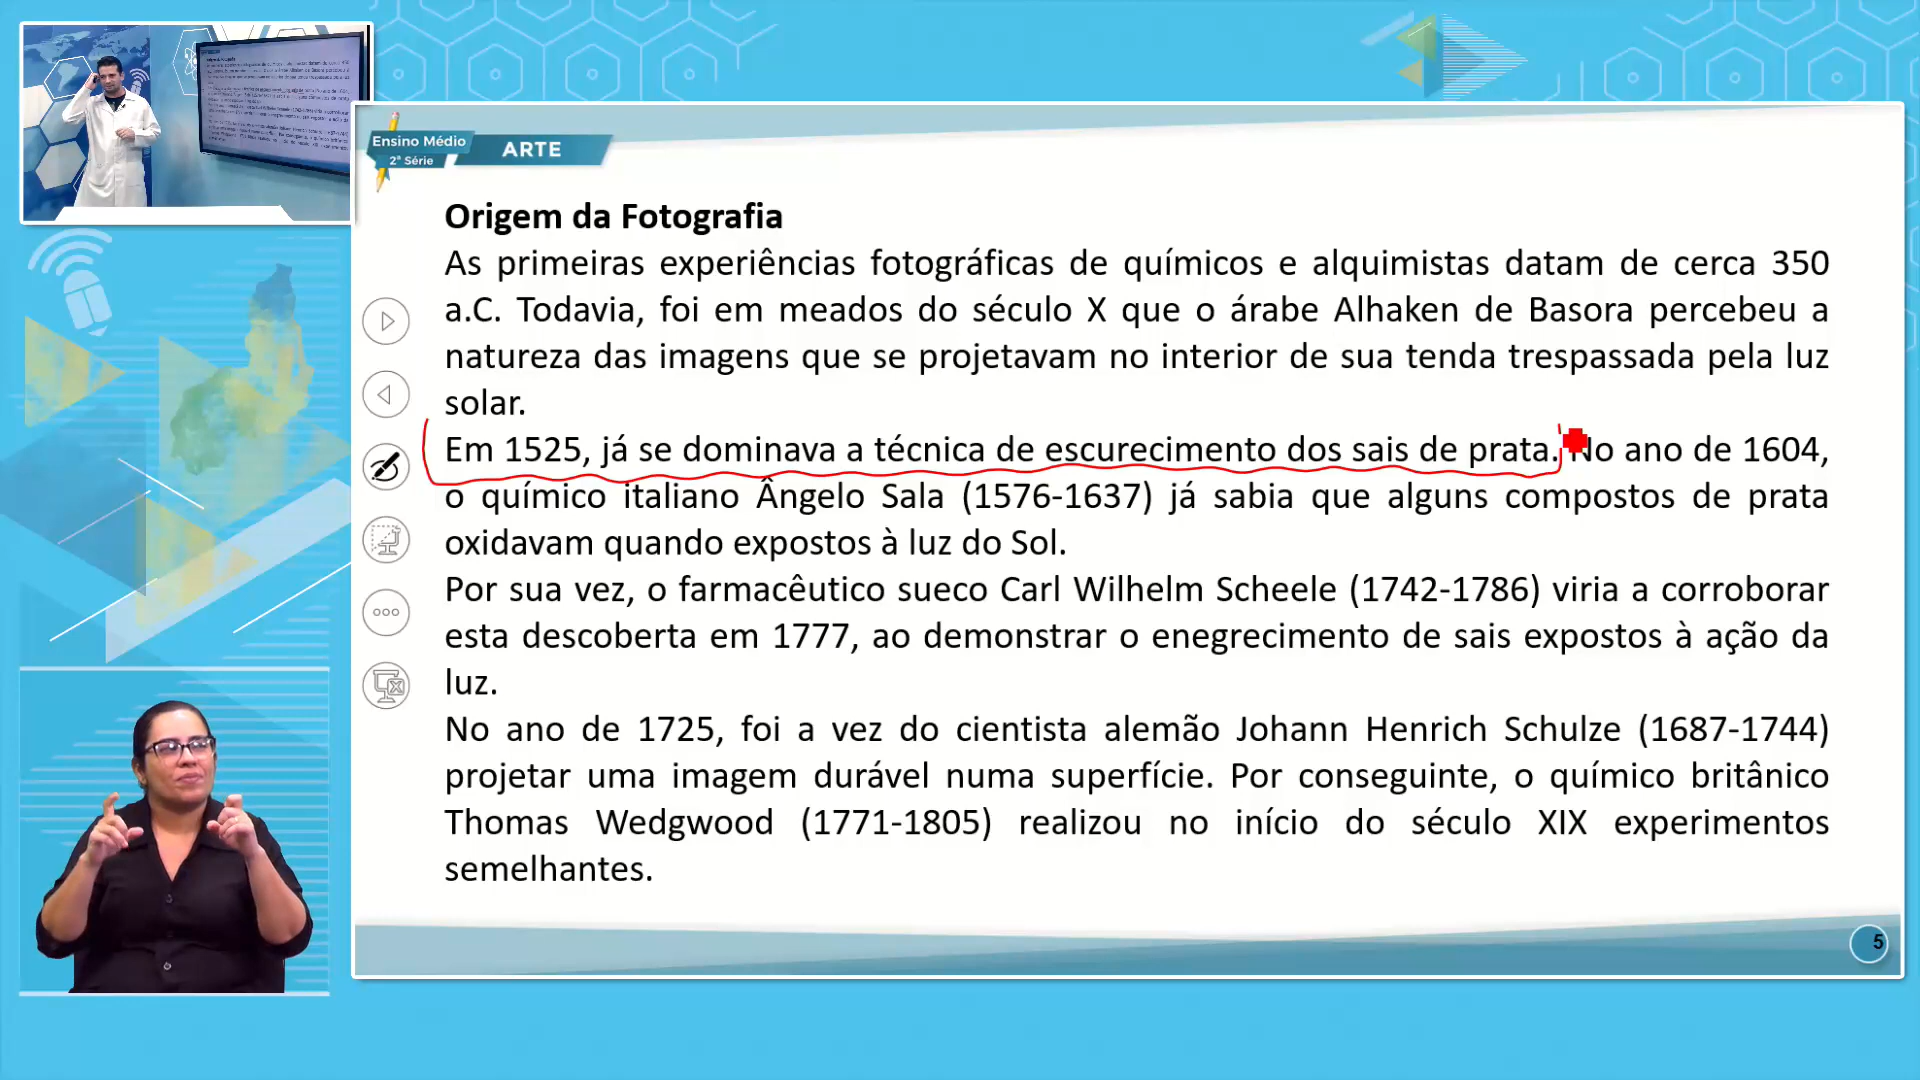 Ensino Médio
2ª Série
ARTE
Origem da Fotografia
As primeiras experiências fotográficas de químicos e alquimistas datam de cerca 350
a.C. Todavia, foi em meados do século X que o árabe Alhaken de Basora percebeu a
natureza das imagens que se projetavam no interior de sua tenda trespassada pela luz
solar.
Em 1525, já se dominava a técnica de escurecimento dos sais de prata. No ano de 1604,
o químico italiano Ângelo Sala (1576-1637) já sabia que alguns compostos de prata
oxidavam quando expostos à luz do Sol.
Por sua vez, o farmacêutico sueco Carl Wilhelm Scheele (1742-1786) viria a corroborar
esta descoberta em 1777, ao demonstrar o enegrecimento de sais expostos à ação da
luz.
No ano de 1725, foi a vez do cientista alemão Johann Henrich Schulze (1687-1744)
projetar uma imagem durável numa superfície. Por conseguinte, o químico britânico
Thomas Wedgwood (1771-1805) realizou no início do século XIX experimentos
semelhantes.
5